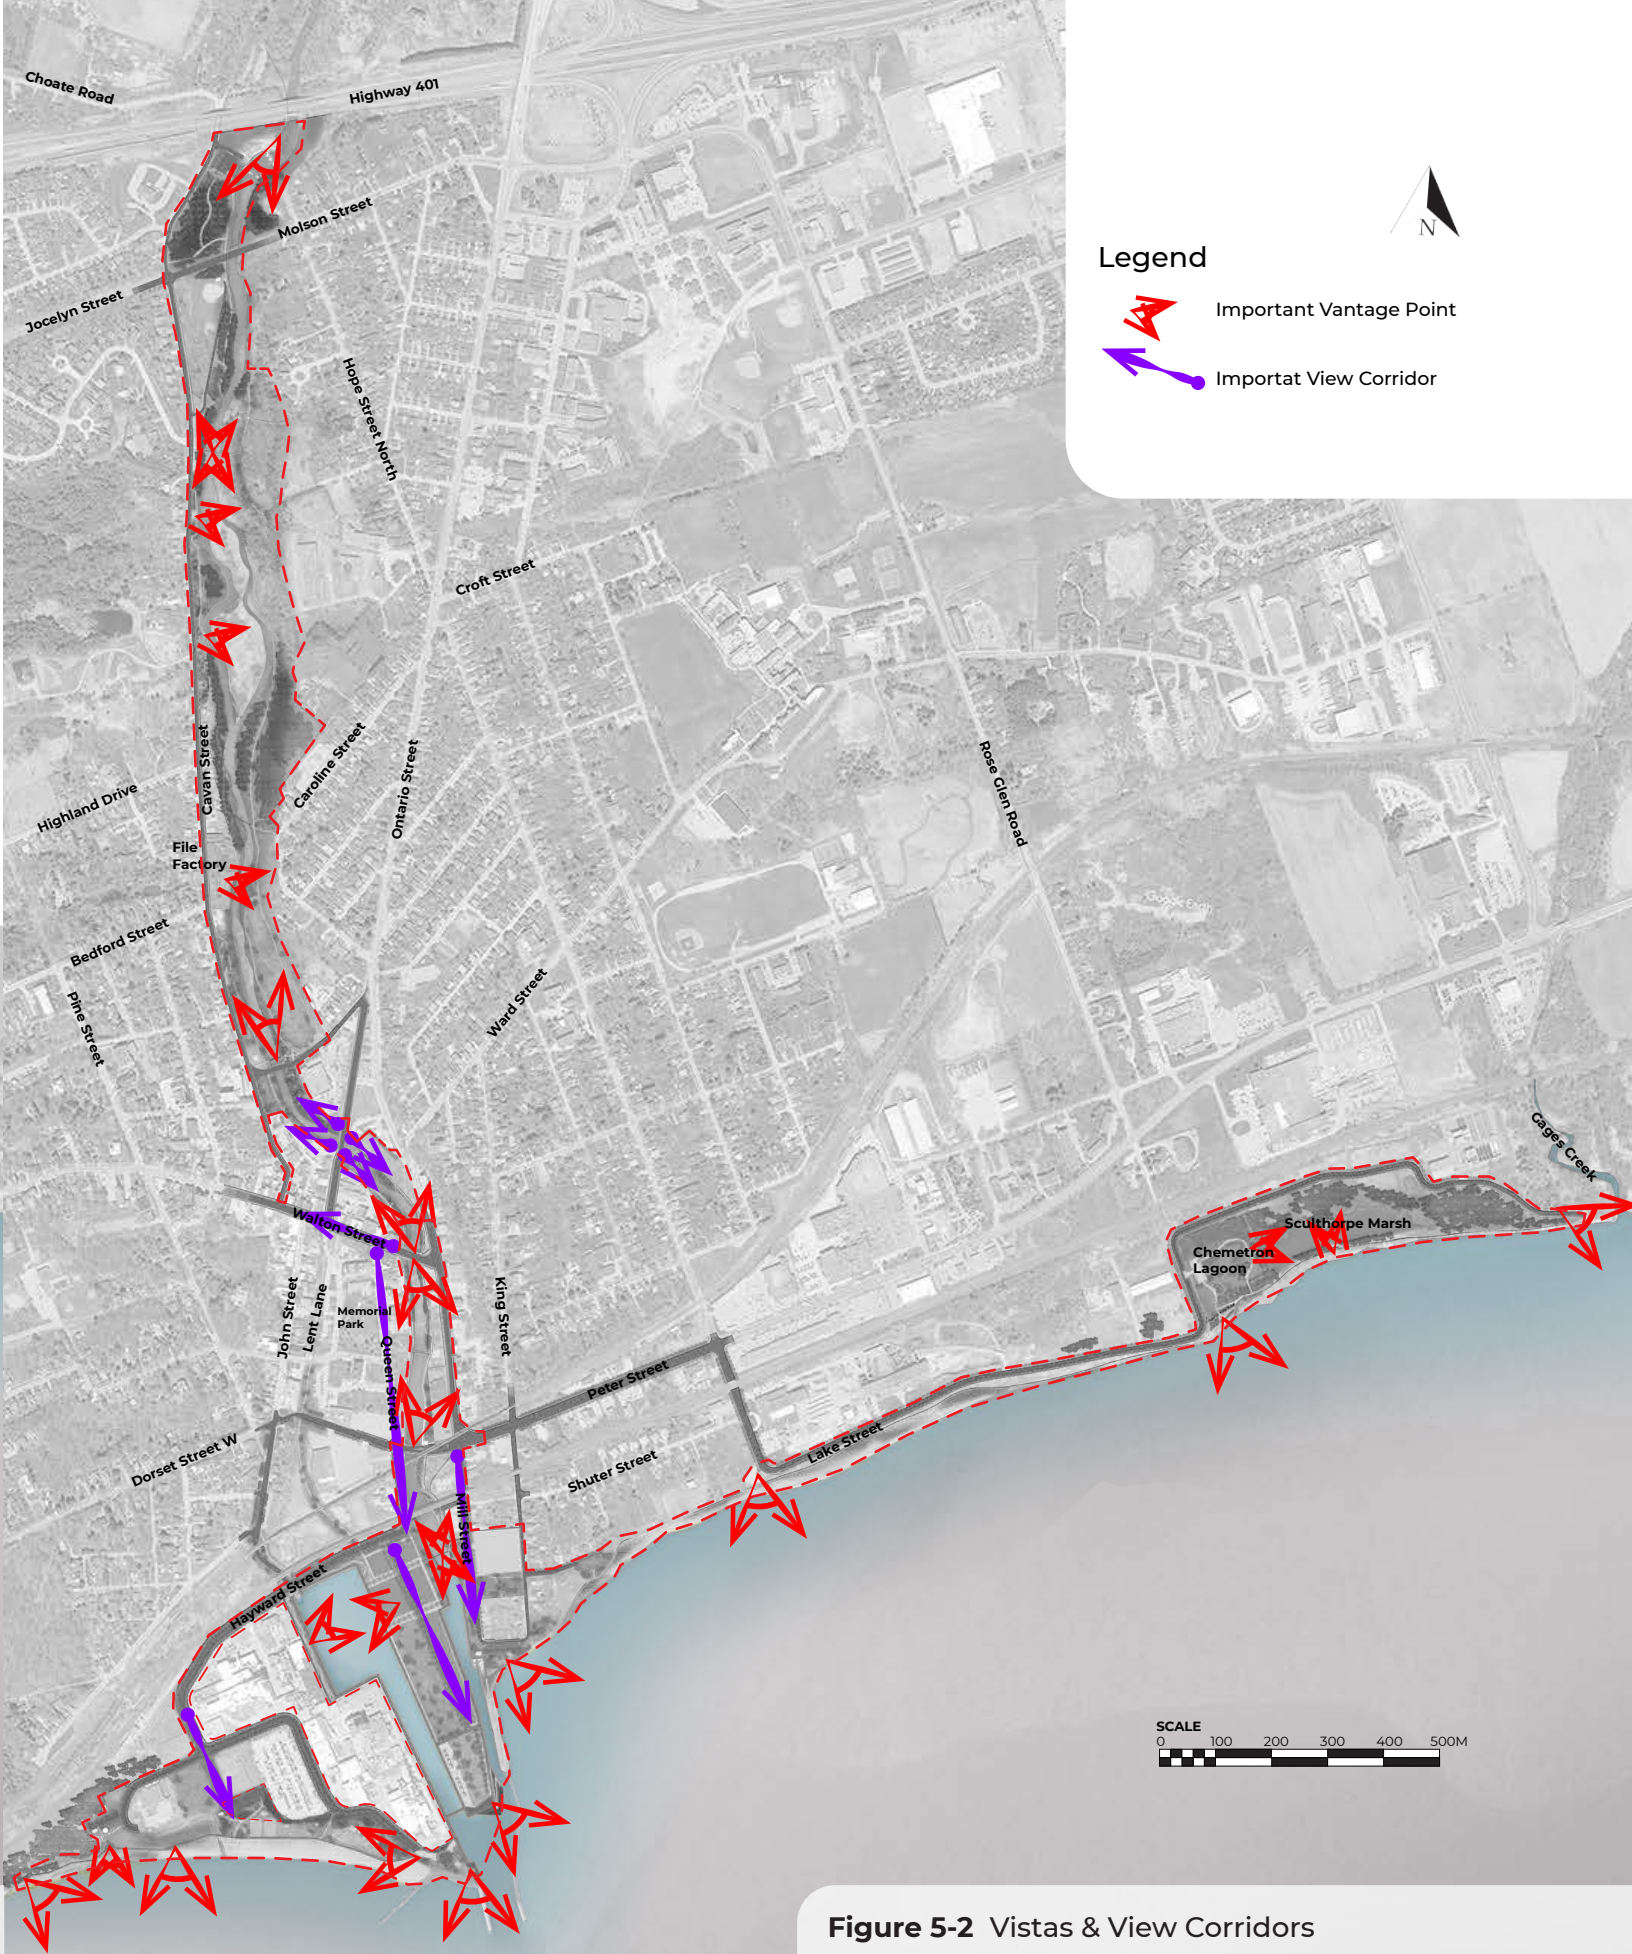 Choate Road
Highway 401
Molson Street
Jocelyn Street
Hope Street North
Croft Street
Legend
N
Important Vantage Point
Importat View Corridor
Cavan Street
Caroline Street
Ontario Street
Highland Drive
File
Factory
Rose Glen Road
Google Earth
Bedford Street
Pine Street
Ward Street
Gages Creek
Walton Street
Sculthorpe Marsh
Chemetron
Lagoon
John Street
Lent Lane
Memorial
Park
King Street
Queen Street
Peter Street
Dorset Street W
Shuter Street
Lake Street
Mill Street
Hayward Street
SCALE
0 100 200 300 400 500M
Figure 5-2 Vistas & View Corridors